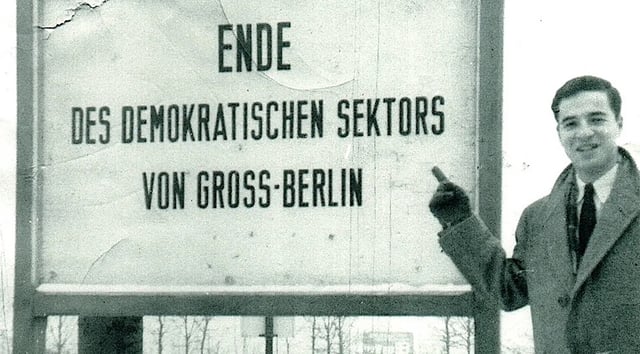 ENDE
DES DEMOKRATISCHEN SEKTORS
VON GROSS-BERLIN